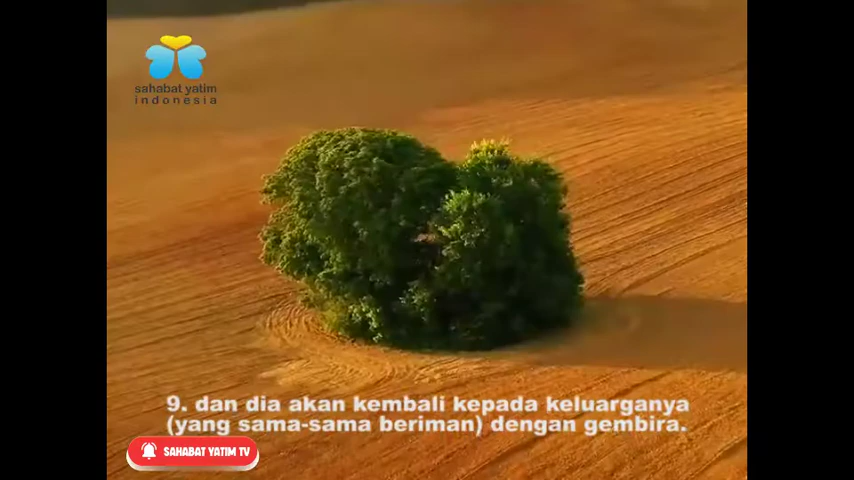 sahabat yatim
indonesia
9. dan dia akan kembali kepada keluarganya
(yang sama-sama beriman) dengan gembira.
SAHABAT YATIM TV